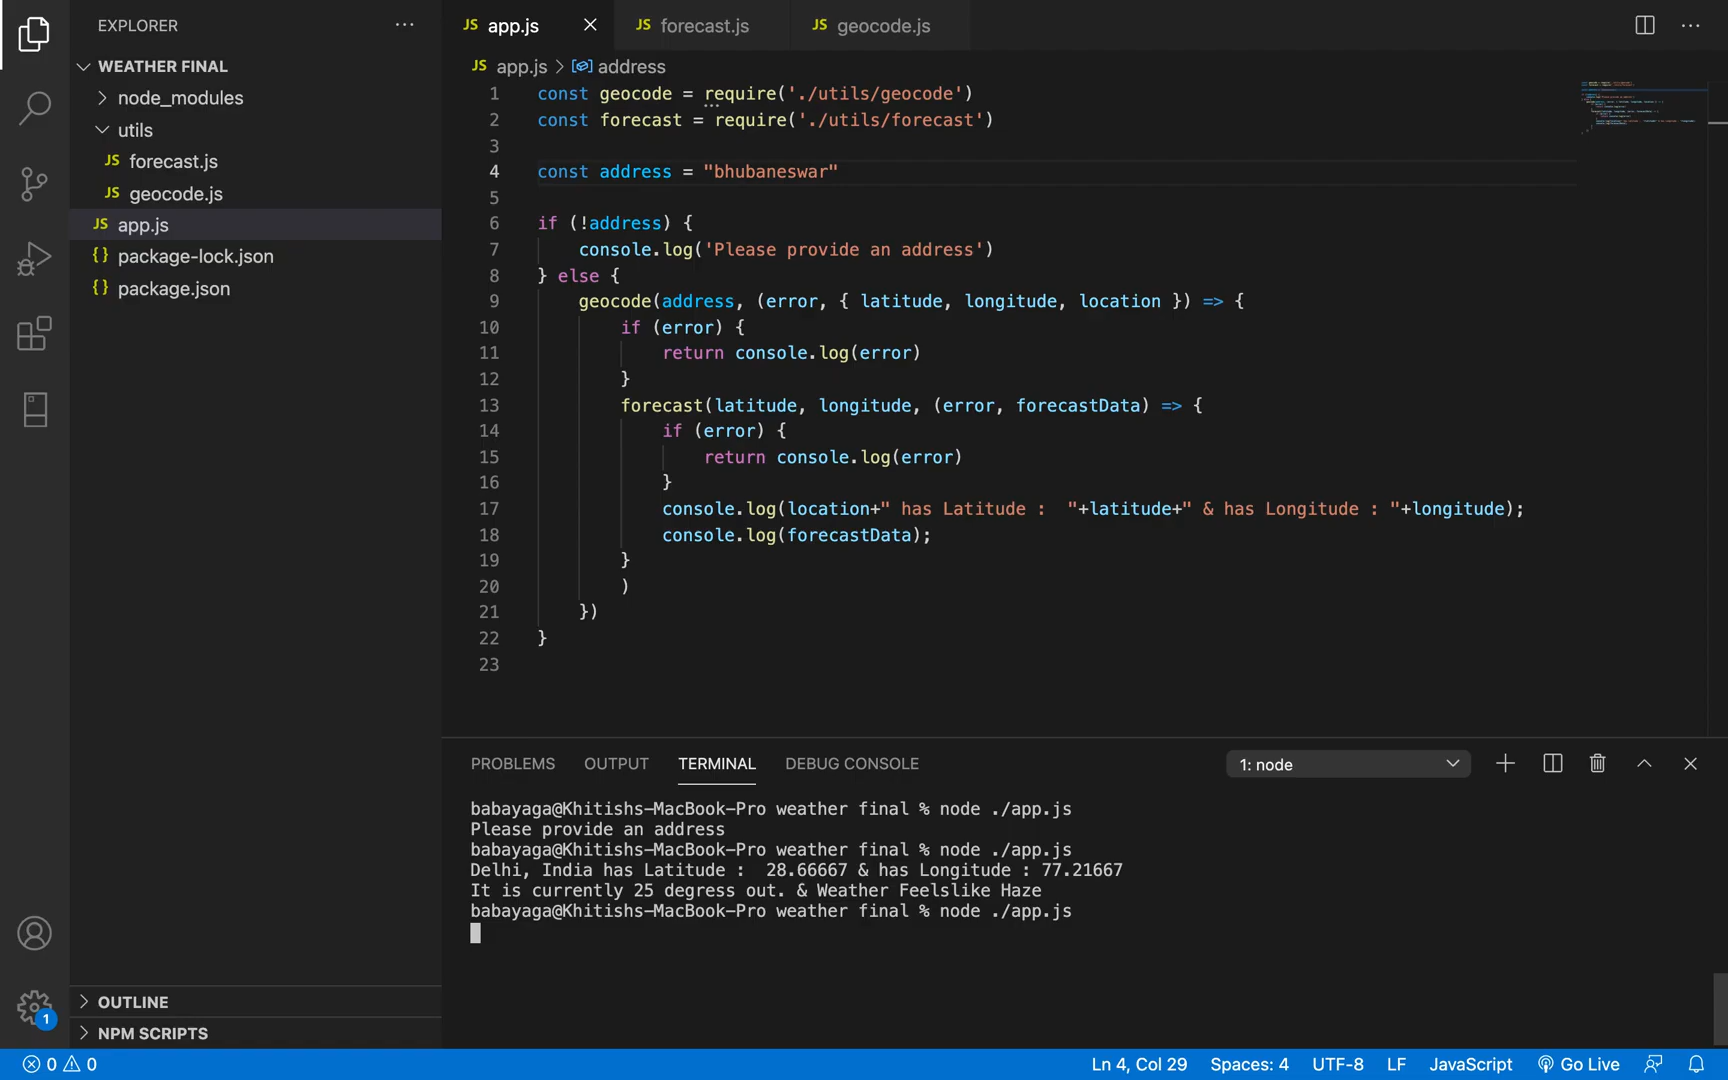 EXPLORER
WEATHER FINAL
node_modules
utils
JS forecast.js
JS geocode.js
JS app.js
{} package-lock.json
{} package.json
OUTLINE
NPM SCRIPTS
1
JS app.js
JS forecast.js
JS geocode.js
JS app.js > address
1 const geocode = require('./utils/geocode')
2 const forecast = require('./utils/forecast')
3
4 const address = "bhubaneswar"
5
6 if (!address) {
7 console.log('Please provide an address')
8 } else {
9 geocode(address, (error, { latitude, longitude, location }) => {
10 if (error) {
11 return console.log(error)
12 }
13 forecast(latitude, longitude, (error, forecastData) => {
14 if (error) {
15 return console.log(error)
16 }
17 console.log(location+" has Latitude :  "+latitude+" & has Longitude : "+longitude);
18 console.log(forecastData);
19 }
20 )
21 })
22 }
23
PROBLEMS OUTPUT TERMINAL DEBUG CONSOLE 1: node
babayaga@Khitishs-MacBook-Pro weather final % node ./app.js
Please provide an address
babayaga@Khitishs-MacBook-Pro weather final % node ./app.js
Delhi, India has Latitude :  28.66667 & has Longitude : 77.21667
It is currently 25 degress out. & Weather Feelslike Haze
babayaga@Khitishs-MacBook-Pro weather final % node ./app.js
0 0 Ln 4, Col 29 Spaces: 4 UTF-8 LF JavaScript Go Live